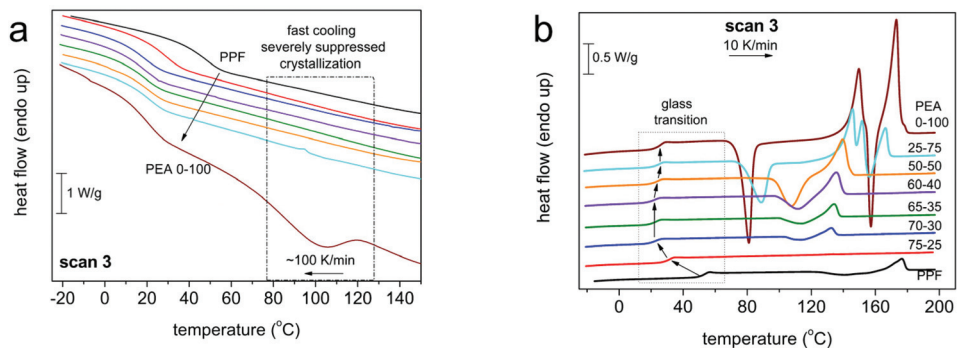 a
fast cooling
severely suppressed
crystallization
PPF
PEA 0-100
1 W/g
scan 3
~100 K/min
heat flow (endo up)
-20 0 20 40 60 80 100 120 140
temperature (°C)
b
scan 3
10 K/min
0.5 W/g
glass
transition
PEA
0-100
25-75
50-50
60-40
65-35
70-30
75-25
PPF
heat flow (endo up)
0 40 80 120 160 200
temperature (°C)